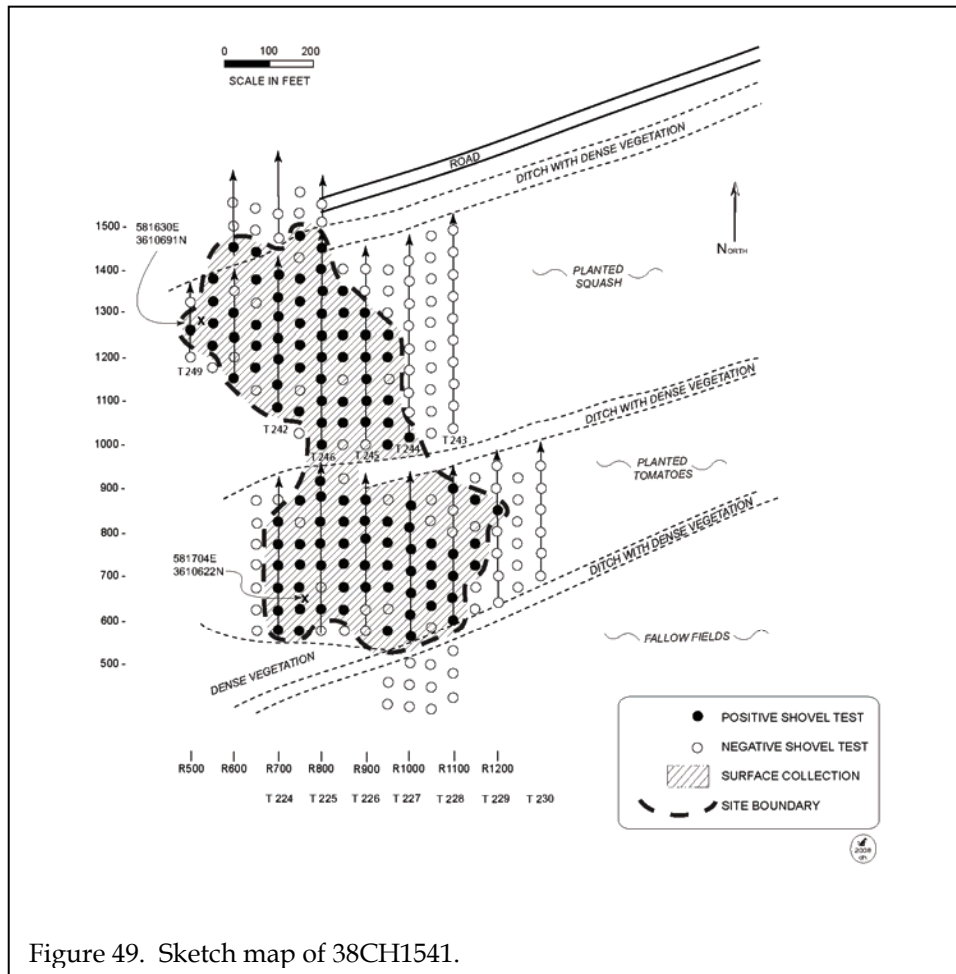 0 100 200
SCALE IN FEET
ROAD
DITCH WITH DENSE VEGETATION
NORTH
1500 -
581630E
3610691N
1400 -
PLANTED
SQUASH
1300 -
1200 -
T 249
1100 -
T 242
T 243
1000 -
T 246
T 245
T 244
DITCH WITH DENSE VEGETATION
PLANTED
TOMATOES
900 -
800 -
DITCH WITH DENSE VEGETATION
581704E
3610622N
700 -
600 -
FALLOW FIELDS
500 -
DENSE VEGETATION
POSITIVE SHOVEL TEST
NEGATIVE SHOVEL TEST
SURFACE COLLECTION
SITE BOUNDARY
R500 R600 R700 R800 R900 R1000 R1100 R1200
T 224 T 225 T 226 T 227 T 228 T 229 T 230
2008
Figure 49. Sketch map of 38CH1541.